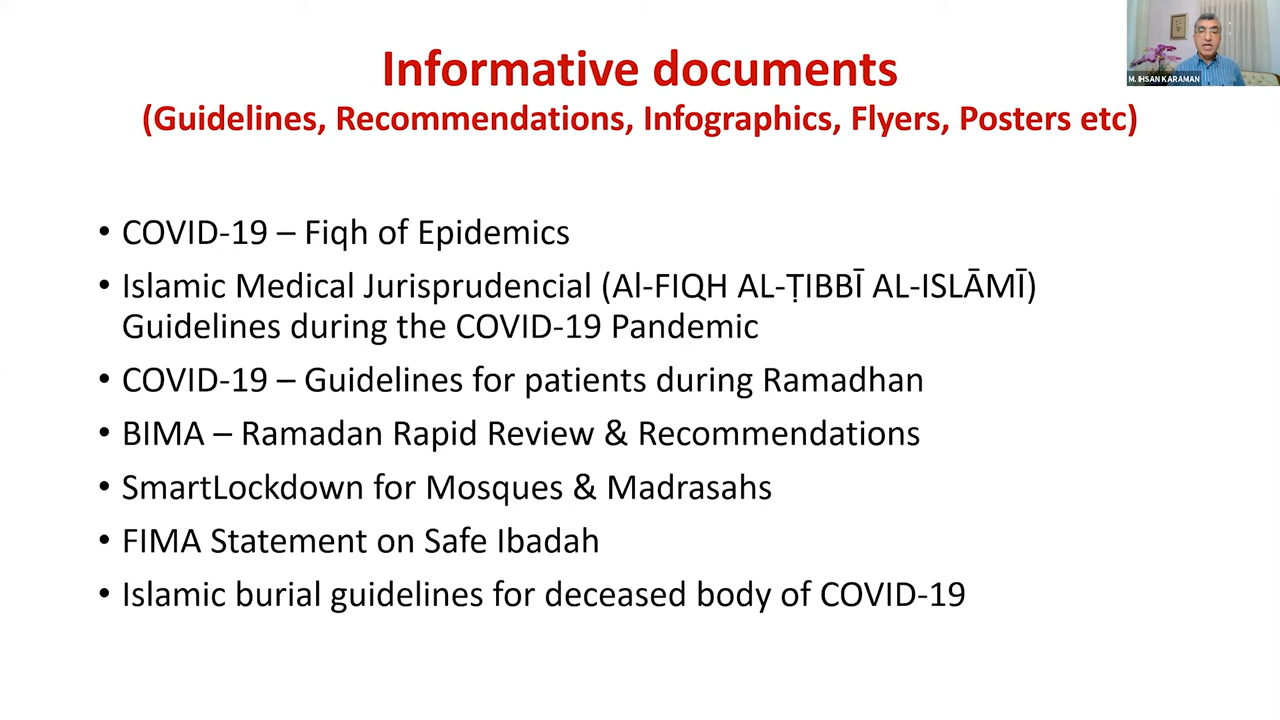 Informative documents
(Guidelines, Recommendations, Infographics, Flyers, Posters etc)
M. IHSAN KARAMAN
• COVID-19 – Fiqh of Epidemics
• Islamic Medical Jurisprudencial (Al-FIQH AL-ṬIBBĪ AL-ISLĀMĪ)
Guidelines during the COVID-19 Pandemic
• COVID-19 – Guidelines for patients during Ramadhan
• BIMA – Ramadan Rapid Review & Recommendations
• SmartLockdown for Mosques & Madrasahs
• FIMA Statement on Safe Ibadah
• Islamic burial guidelines for deceased body of COVID-19